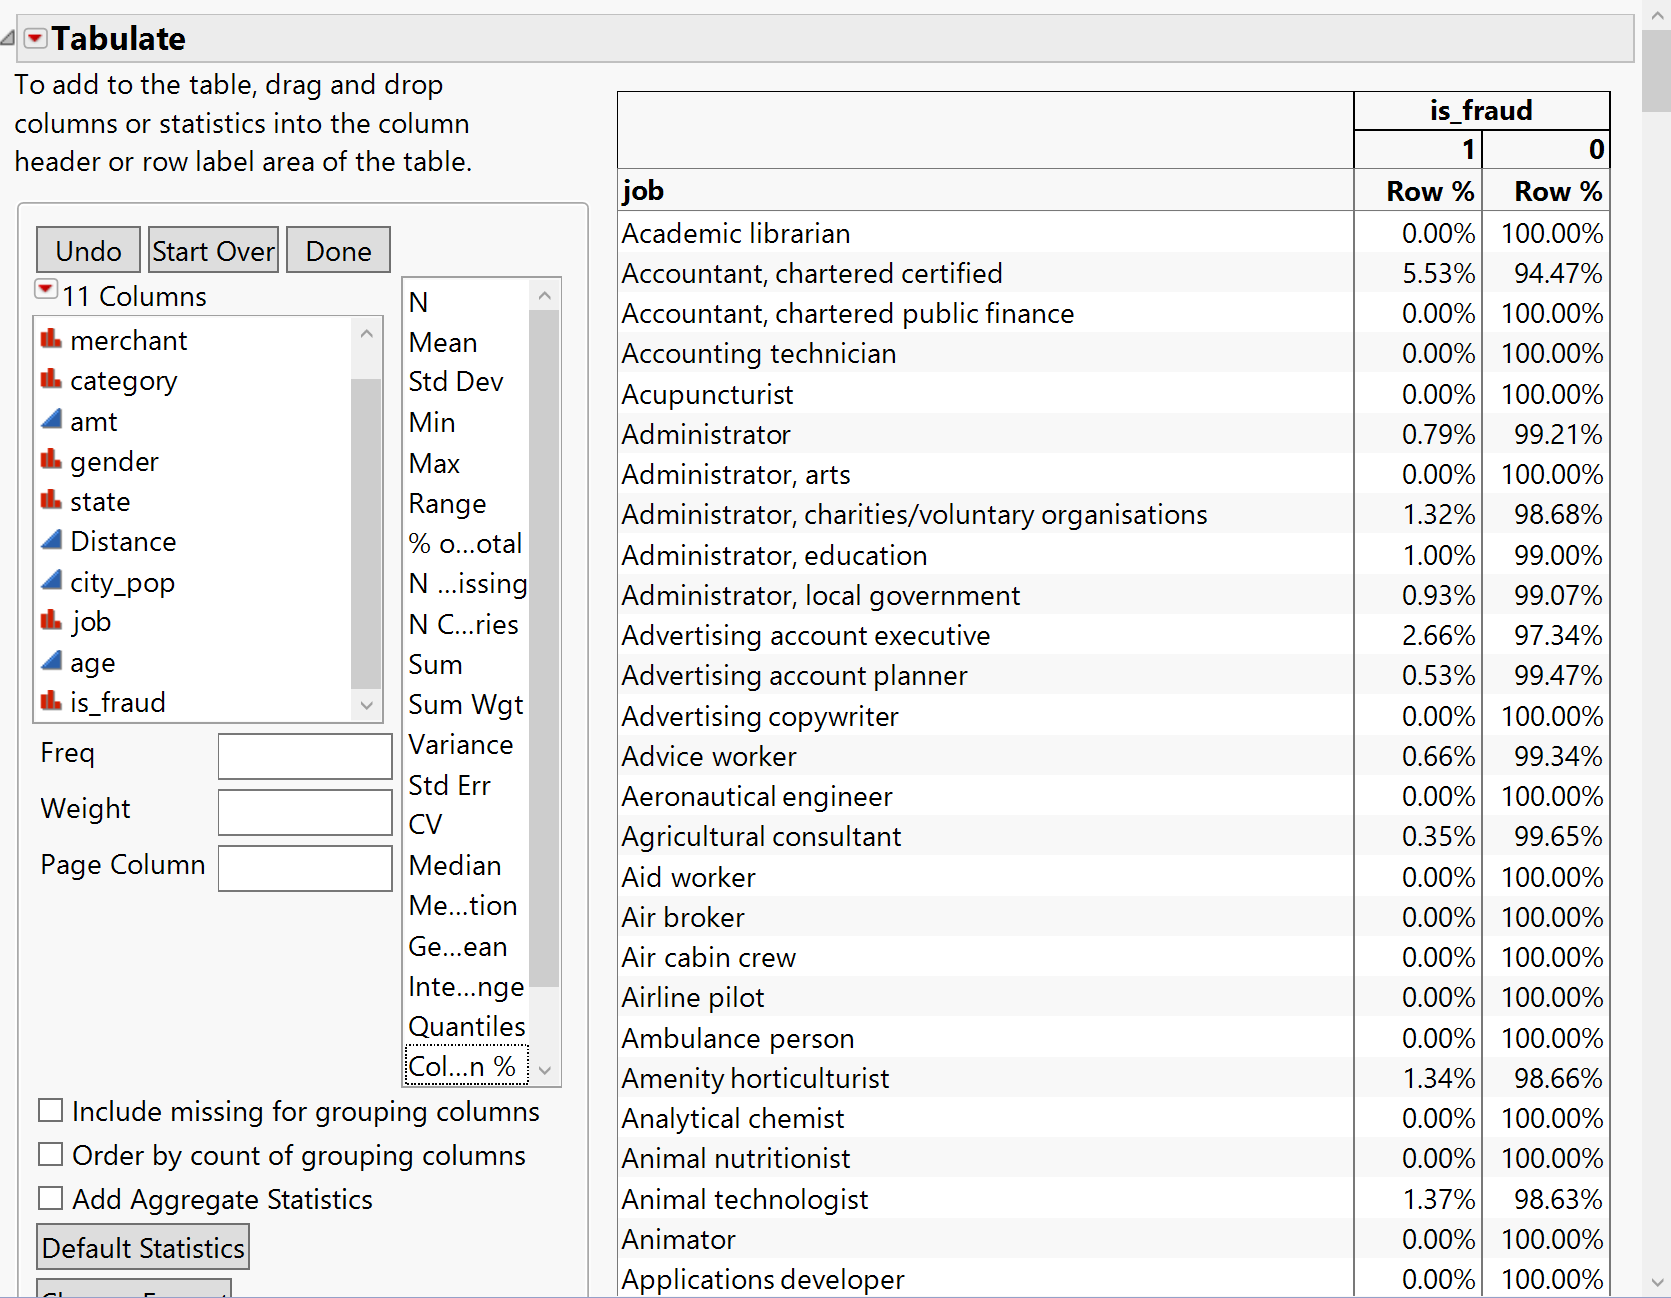 Tabulate
To add to the table, drag and drop
columns or statistics into the column
header or row label area of the table.
Undo Start Over Done
11 Columns
merchant
category
amt
gender
state
Distance
city_pop
job
age
is_fraud
Freq
Weight
Page Column
N
Mean
Std Dev
Min
Max
Range
% o...otal
N ...issing
N C...ries
Sum
Sum Wgt
Variance
Std Err
CV
Median
Me...tion
Ge...ean
Inte...nge
Quantiles
Col...n %
Include missing for grouping columns
Order by count of grouping columns
Add Aggregate Statistics
Default Statistics
is_fraud
1 0
job Row % Row %
Academic librarian 0.00% 100.00%
Accountant, chartered certified 5.53% 94.47%
Accountant, chartered public finance 0.00% 100.00%
Accounting technician 0.00% 100.00%
Acupuncturist 0.00% 100.00%
Administrator 0.79% 99.21%
Administrator, arts 0.00% 100.00%
Administrator, charities/voluntary organisations 1.32% 98.68%
Administrator, education 1.00% 99.00%
Administrator, local government 0.93% 99.07%
Advertising account executive 2.66% 97.34%
Advertising account planner 0.53% 99.47%
Advertising copywriter 0.00% 100.00%
Advice worker 0.66% 99.34%
Aeronautical engineer 0.00% 100.00%
Agricultural consultant 0.35% 99.65%
Aid worker 0.00% 100.00%
Air broker 0.00% 100.00%
Air cabin crew 0.00% 100.00%
Airline pilot 0.00% 100.00%
Ambulance person 0.00% 100.00%
Amenity horticulturist 1.34% 98.66%
Analytical chemist 0.00% 100.00%
Animal nutritionist 0.00% 100.00%
Animal technologist 1.37% 98.63%
Animator 0.00% 100.00%
Applications developer 0.00% 100.00%